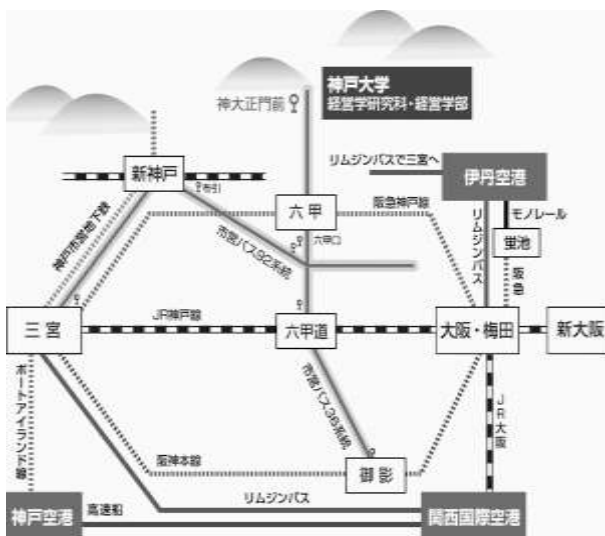 神戸大学
経営学研究科・経営学部
神大正門前
リムジンバスで三宮へ
伊丹空港
新神戸
布引
六甲
阪急神戸線
リムジンバス
モノレール
蛍池
神戸市営地下鉄
市営バス92系統
六甲口
阪急
三宮
JR神戸線
六甲道
大阪・梅田
新大阪
ポートアイランド線
市営バス36系統
JR大阪
阪神本線
御影
リムジンバス
神戸空港
高速船
関西国際空港